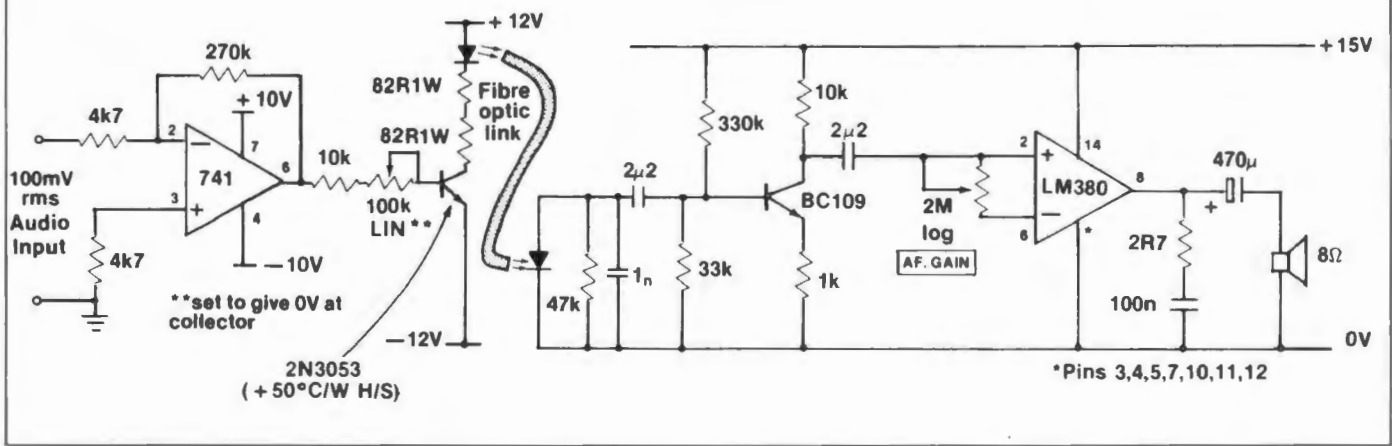 4k7
100mV
rms
Audio
Input
4k7
270k
2
3
−
+
741
+ 10V
7
6
4
−10V
**set to give 0V at
collector
10k
100k
LIN**
+ 12V
82R1W
82R1W
Fibre
optic
link
−12V
2N3053
(+50°C/W H/S)
47k
1n
2µ2
330k
33k
10k
BC109
1k
2µ2
2M
log
AF. GAIN
2
6
+
−
LM380
14
8
*
2R7
100n
470µ
+
8Ω
+15V
0V
*Pins 3,4,5,7,10,11,12